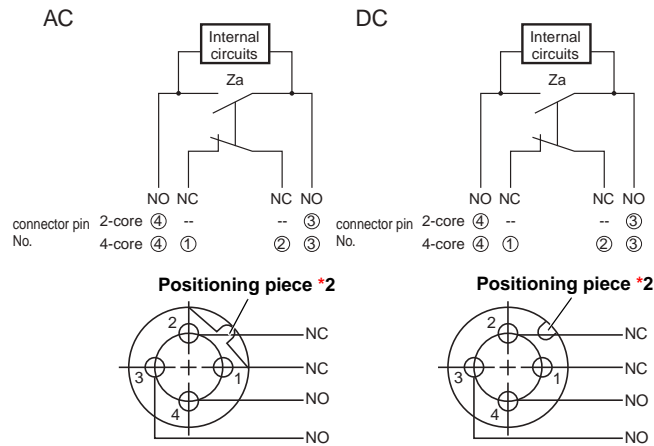 AC
Internal
circuits
Za
NO NC NC NO
connector pin
No.
2-core ④ -- -- ③
4-core ④ ① ② ③
Positioning piece *2
2
1
3
4
NC
NC
NO
NO
DC
Internal
circuits
Za
NO NC NC NO
connector pin
No.
2-core ④ -- -- ③
4-core ④ ① ② ③
Positioning piece *2
2
1
3
4
NC
NC
NO
NO